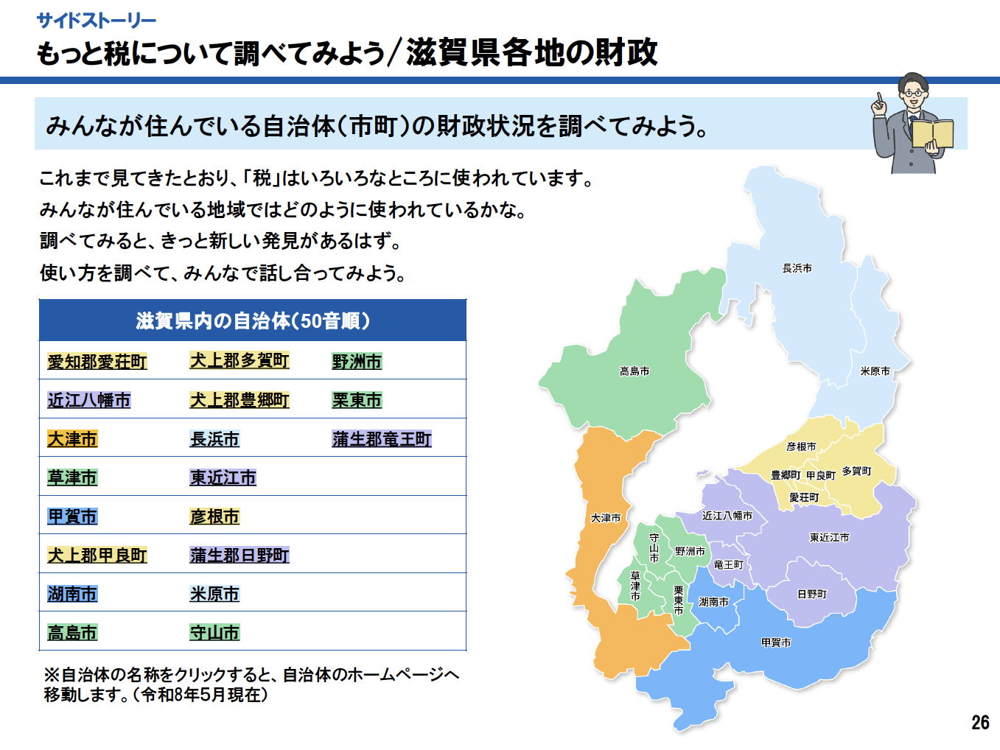 サイドストーリー
もっと税について調べてみよう/滋賀県各地の財政
みんなが住んでいる自治体(市町)の財政状況を調べてみよう。
これまで見てきたとおり、「税」はいろいろなところに使われています。
みんなが住んでいる地域ではどのように使われているかな。
調べてみると、きっと新しい発見があるはず。
使い方を調べて、みんなで話し合ってみよう。
滋賀県内の自治体(50音順)
愛知郡愛荘町 犬上郡多賀町 野洲市
近江八幡市 犬上郡豊郷町 栗東市
大津市 長浜市 蒲生郡竜王町
草津市 東近江市
甲賀市 彦根市
犬上郡甲良町 蒲生郡日野町
湖南市 米原市
高島市 守山市
※自治体の名称をクリックすると、自治体のホームページへ
移動します。(令和8年5月現在)
長浜市
高島市
米原市
彦根市
豊郷町 甲良町 多賀町
愛荘町
大津市
近江八幡市
東近江市
守山市
野洲市
竜王町
草津市
栗東市
湖南市
日野町
甲賀市
26